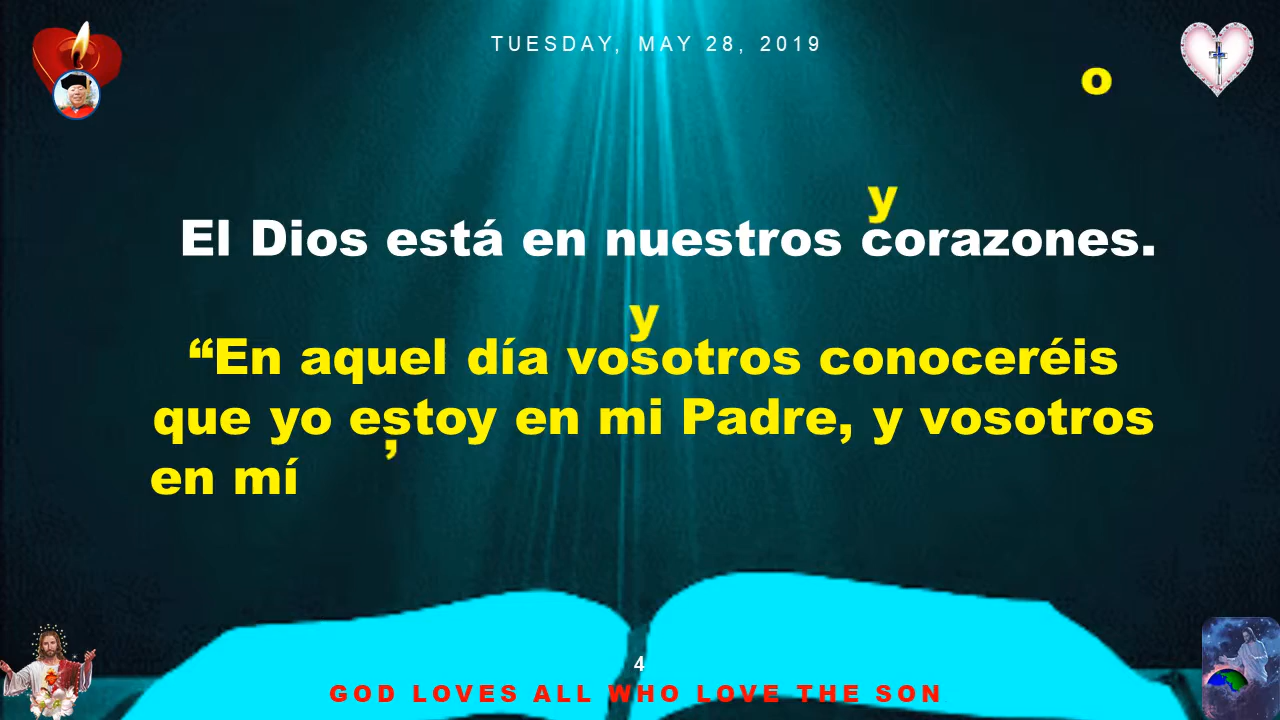 TUESDAY, MAY 28, 2019
o
y
El Dios está en nuestros corazones.
y
“En aquel día vosotros conoceréis
que yo estoy en mi Padre, y vosotros
,
en mí
4
GOD LOVES ALL WHO LOVE THE SON